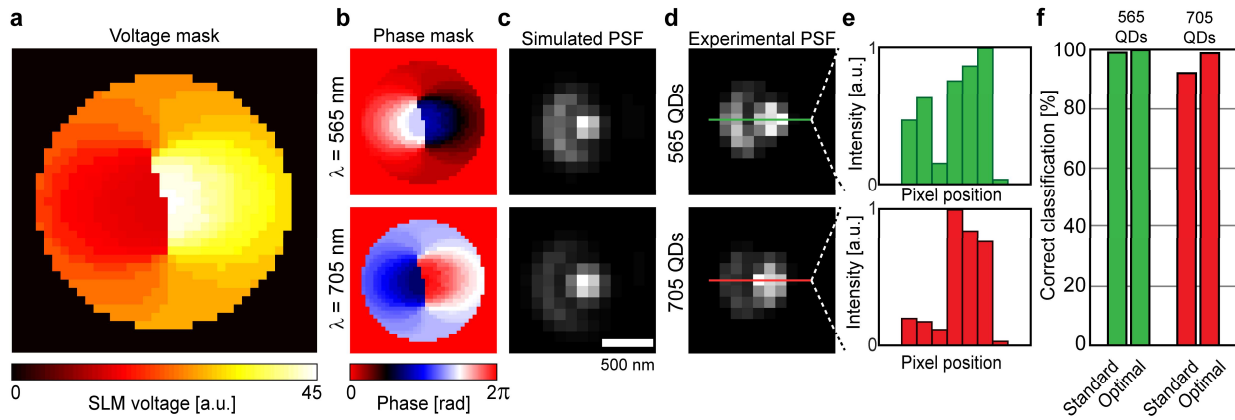 a
Voltage mask
0
45
SLM voltage [a.u.]
b
Phase mask
λ = 565 nm
λ = 705 nm
0
2π
Phase [rad]
c
Simulated PSF
500 nm
d
Experimental PSF
565 QDs
705 QDs
e
1
Intensity [a.u.]
0
Pixel position
1
Intensity [a.u.]
0
Pixel position
f
565 QDs
705 QDs
100
80
60
40
20
0
Correct classification [%]
Standard
Optimal
Standard
Optimal